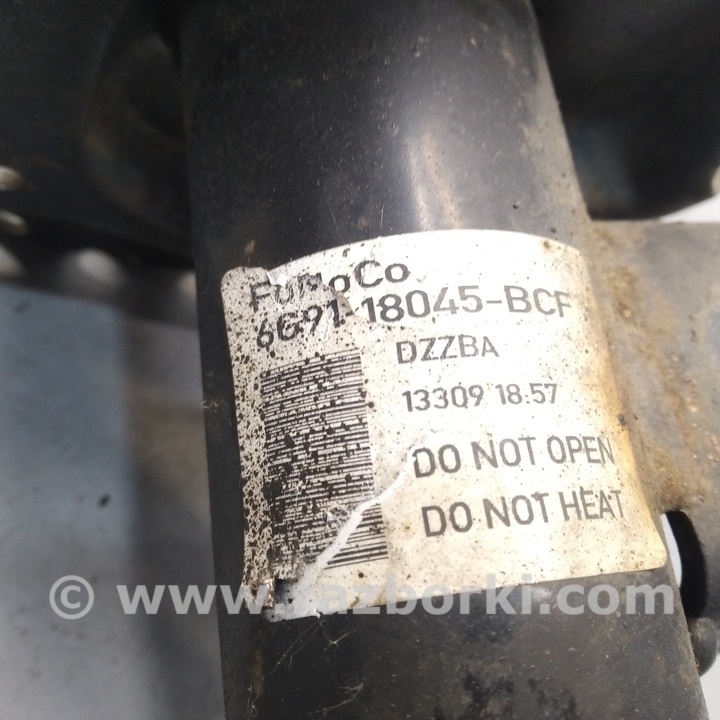 FoMoCo
6G91-18045-BCF
DZZBA
13309 18:57
DO NOT OPEN
DO NOT HEAT
© www.razborki.com